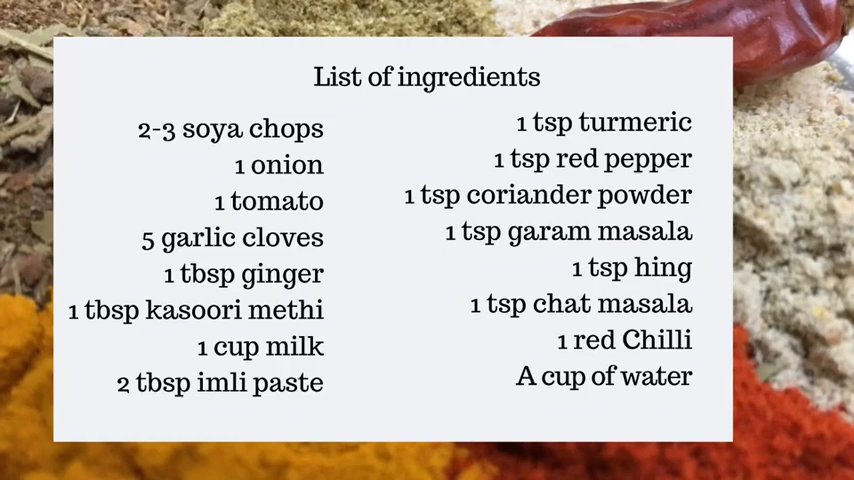 List of ingredients
2-3 soya chops
1 onion
1 tomato
5 garlic cloves
1 tbsp ginger
1 tbsp kasoori methi
1 cup milk
2 tbsp imli paste
1 tsp turmeric
1 tsp red pepper
1 tsp coriander powder
1 tsp garam masala
1 tsp hing
1 tsp chat masala
1 red Chilli
A cup of water